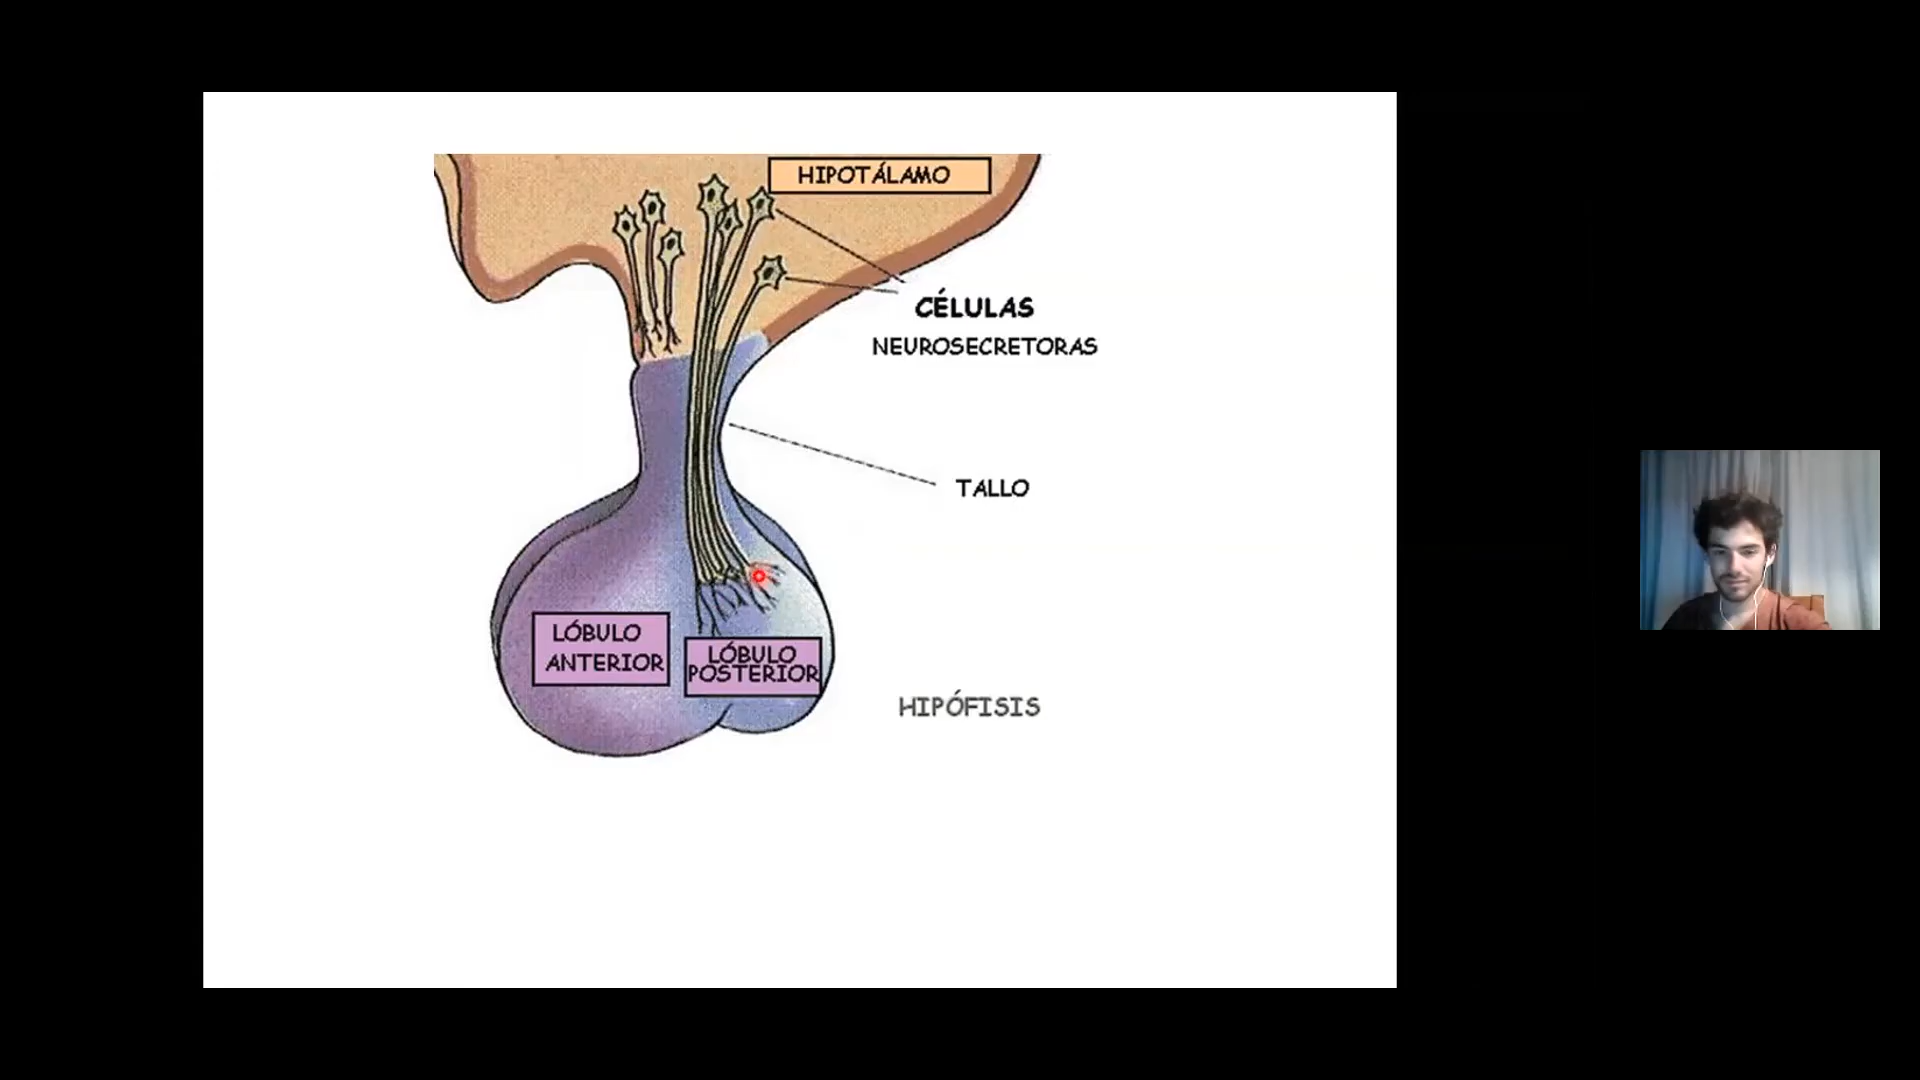 HIPOTÁLAMO
CÉLULAS
NEUROSECRETORAS
TALLO
LÓBULO
ANTERIOR
LÓBULO
POSTERIOR
HIPÓFISIS